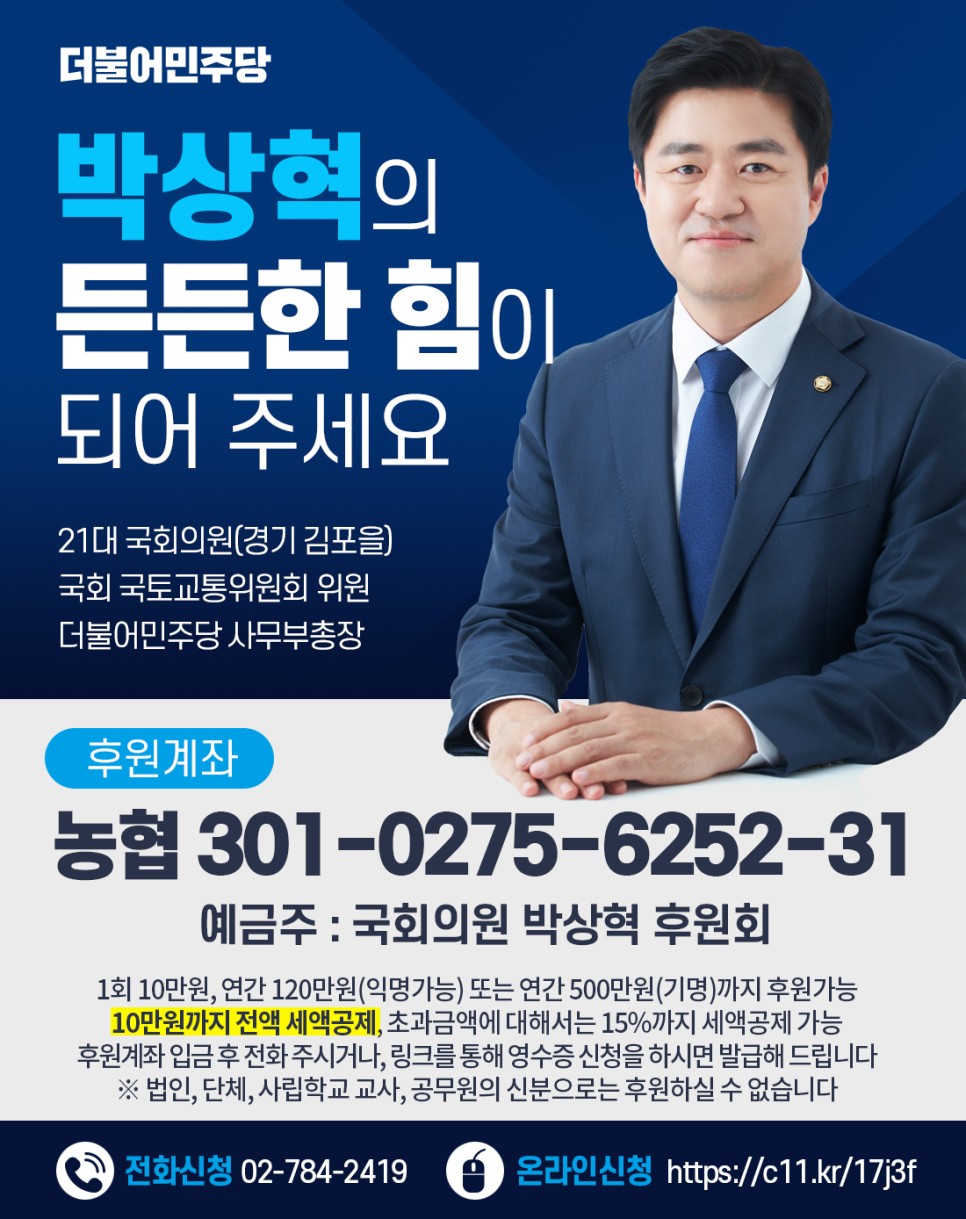 더불어민주당
박상혁의
든든한 힘이
되어 주세요
21대 국회의원(경기 김포을)
국회 국토교통위원회 위원
더불어민주당 사무부총장
후원계좌
농협 301-0275-6252-31
예금주 : 국회의원 박상혁 후원회
1회 10만원, 연간 120만원(익명가능) 또는 연간 500만원(기명)까지 후원가능
10만원까지 전액 세액공제, 초과금액에 대해서는 15%까지 세액공제 가능
후원계좌 입금 후 전화 주시거나, 링크를 통해 영수증 신청을 하시면 발급해 드립니다
※ 법인, 단체, 사립학교 교사, 공무원의 신분으로는 후원하실 수 없습니다
전화신청 02-784-2419
온라인신청 https://c11.kr/17j3f